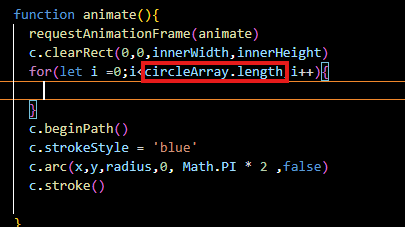 function animate(){
requestAnimationFrame(animate)
c.clearRect(0,0,innerWidth,innerHeight)
for(let i =0;i<circleArray.length;i++){
}
c.beginPath()
c.strokeStyle = 'blue'
c.arc(x,y,radius,0, Math.PI * 2 ,false)
c.stroke()
}